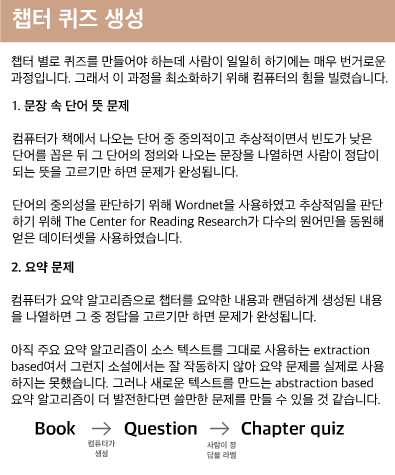 챕터 퀴즈 생성
챕터 별로 퀴즈를 만들어야 하는데 사람이 일일히 하기에는 매우 번거로운
과정입니다. 그래서 이 과정을 최소화하기 위해 컴퓨터의 힘을 빌렸습니다.
1. 문장 속 단어 뜻 문제
컴퓨터가 책에서 나오는 단어 중 중의적이고 추상적이면서 빈도가 낮은
단어를 꼽은 뒤 그 단어의 정의와 나오는 문장을 나열하면 사람이 정답이
되는 뜻을 고르기만 하면 문제가 완성됩니다.
단어의 중의성을 판단하기 위해 Wordnet을 사용하였고 추상적임을 판단
하기 위해 The Center for Reading Research가 다수의 원어민을 동원해
얻은 데이터셋을 사용하였습니다.
2. 요약 문제
컴퓨터가 요약 알고리즘으로 챕터를 요약한 내용과 랜덤하게 생성된 내용
을 나열하면 그 중 정답을 고르기만 하면 문제가 완성됩니다.
아직 주요 요약 알고리즘이 소스 텍스트를 그대로 사용하는 extraction
based여서 그런지 소설에서는 잘 작동하지 않아 요약 문제를 실제로 사용
하지는 못했습니다. 그러나 새로운 텍스트를 만드는 abstraction based
요약 알고리즘이 더 발전한다면 쓸만한 문제를 만들 수 있을 것 같습니다.
Book → Question → Chapter quiz
컴퓨터가 사람이 정
생성 답을 라벨